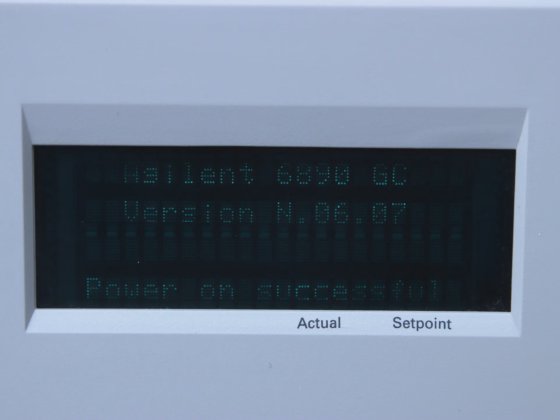 Agilent 6890 GC
Version N.06.07
Power on successful
Actual Setpoint